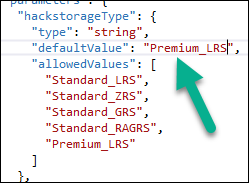 parameters": {
"hackstorageType": {
"type": "string",
"defaultValue": "Premium_LRS",
"allowedValues": [
"Standard_LRS",
"Standard_ZRS",
"Standard_GRS",
"Standard_RAGRS",
"Premium_LRS"
]
},